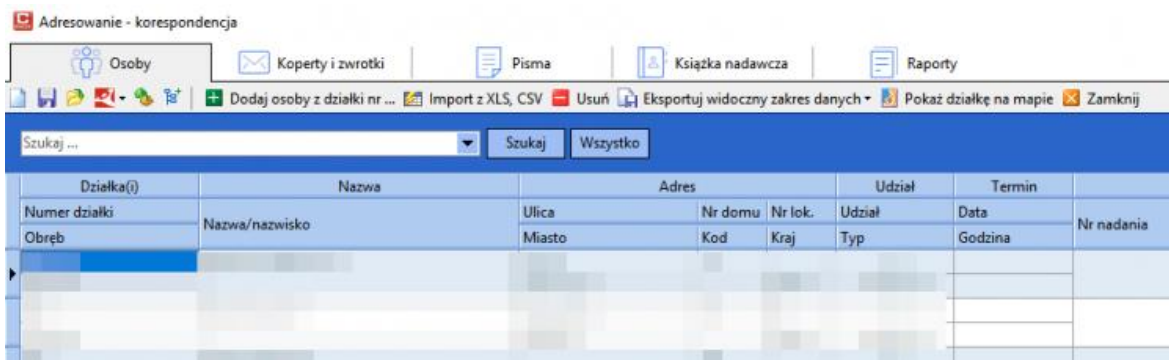 Adresowanie - korespondencja
Osoby Koperty i zwrotki Pisma Książka nadawcza Raporty
Dodaj osoby z działki nr ... Import z XLS, CSV Usuń Eksportuj widoczny zakres danych Pokaż działkę na mapie Zamknij
Szukaj ... Szukaj Wszystko
Działka(i) Nazwa Adres Udział Termin
Numer działki Nazwa/nazwisko Ulica Nr domu Nr lok. Udział Data Nr nadania
Obręb Miasto Kod Kraj Typ Godzina